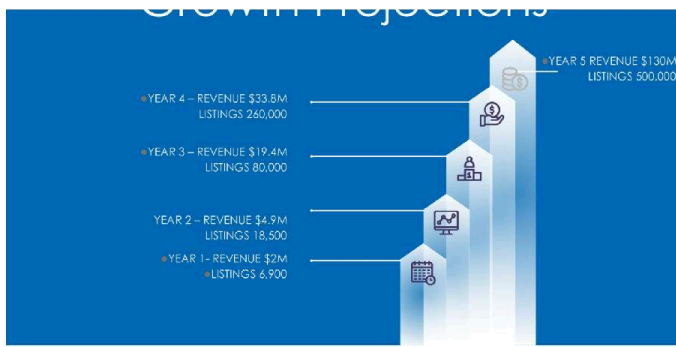 Growth Projections
●YEAR 5 REVENUE $130M
LISTINGS 500,000
●YEAR 4 – REVENUE $33.8M
LISTINGS 260,000
●YEAR 3 – REVENUE $19.4M
LISTINGS 80,000
YEAR 2 – REVENUE $4.9M
LISTINGS 18,500
●YEAR 1- REVENUE $2M
●LISTINGS 6,900